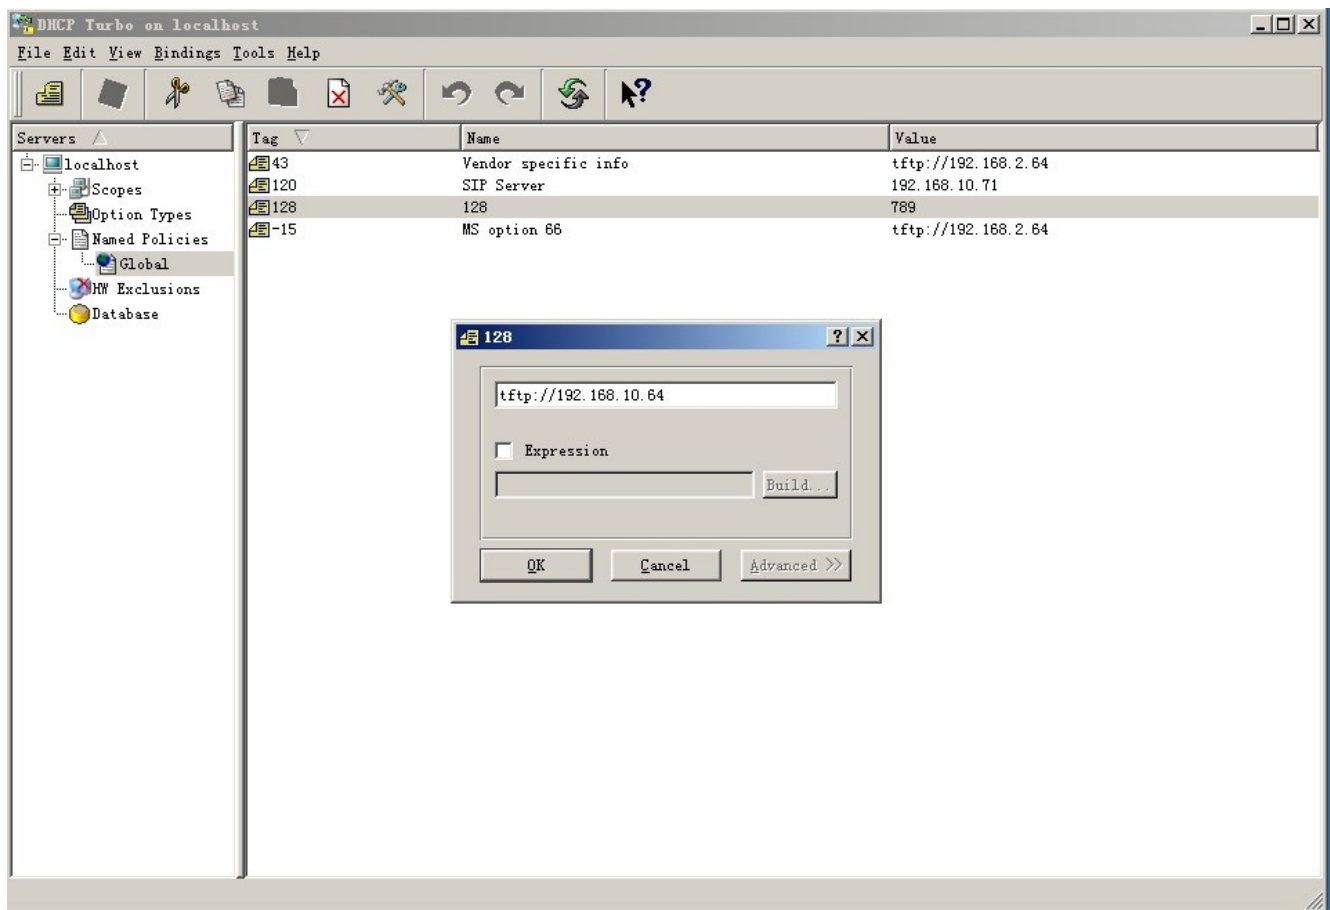 DHCP Turbo on localhost
File Edit View Bindings Tools Help
Servers Tag Name Value
localhost
Scopes
Option Types
Named Policies
Global
HW Exclusions
Database
43 Vendor specific info tftp://192.168.2.64
120 SIP Server 192.168.10.71
128 128 789
-15 MS option 66 tftp://192.168.2.64
128
tftp://192.168.10.64
Expression
Build...
OK Cancel Advanced >>